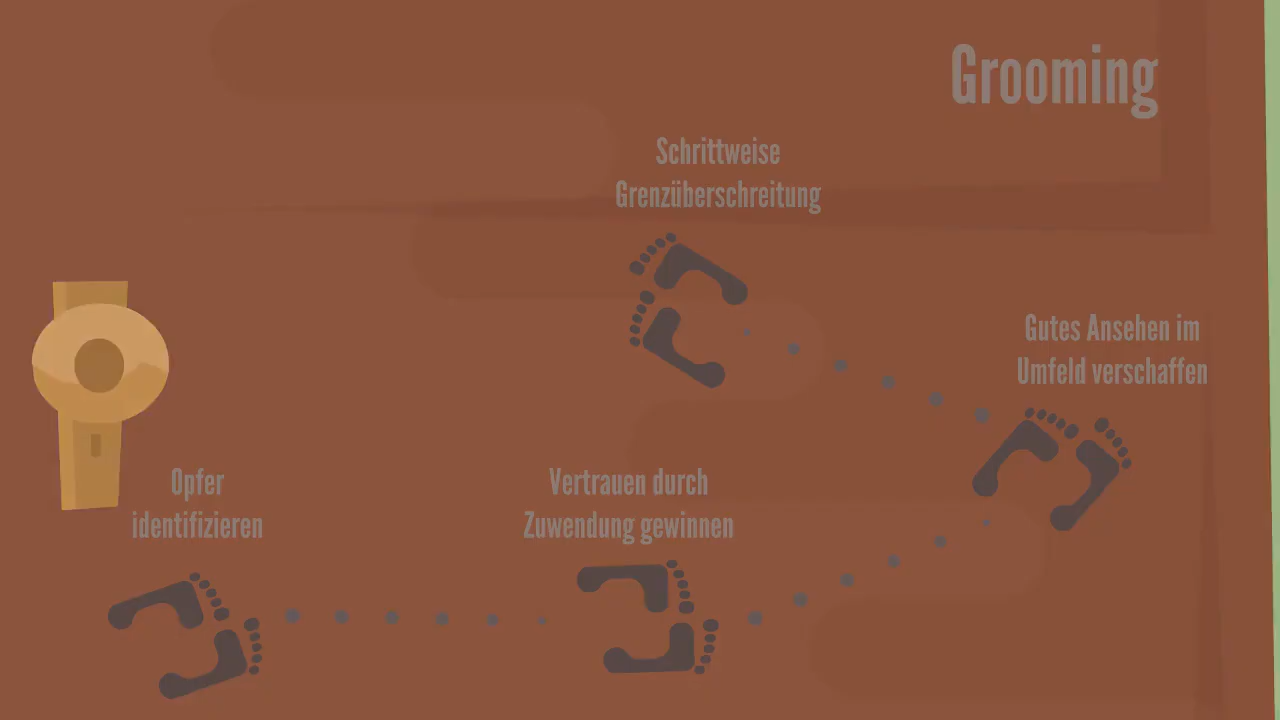 Grooming
Schrittweise
Grenzüberschreitung
Gutes Ansehen im
Umfeld verschaffen
Opfer
identifizieren
Vertrauen durch
Zuwendung gewinnen